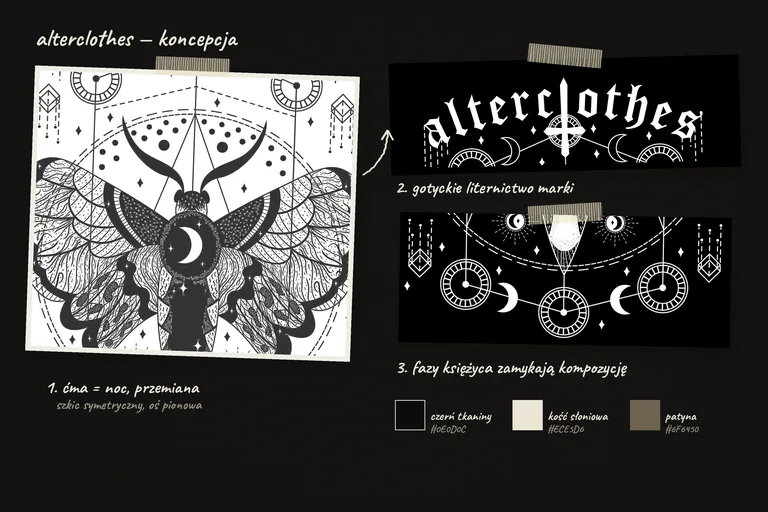 alterclothes — koncepcja
alterclothes
2. gotyckie liternictwo marki
1. ćma = noc, przemiana
szkic symetryczny, oś pionowa
3. fazy księżyca zamykają kompozycję
czerń tkaniny
#0E0D0C
kość słoniowa
#ECE5D6
patyna
#6F6450